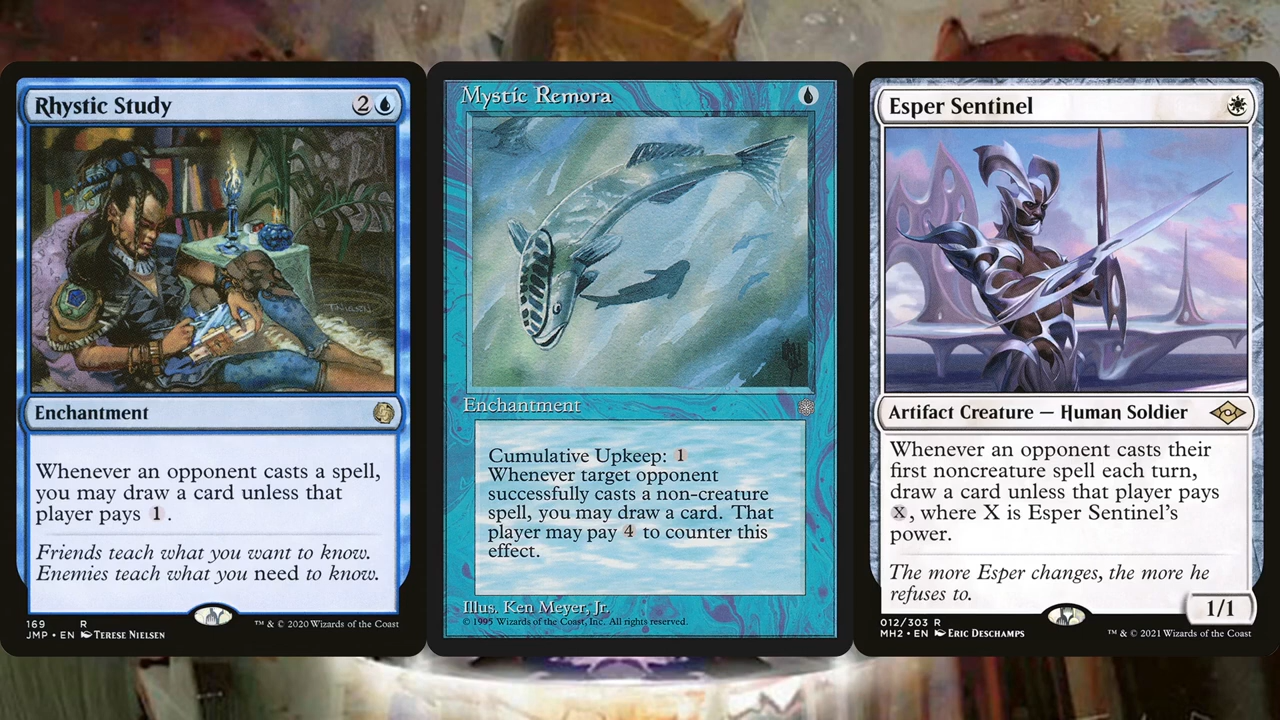 Rhystic Study 2
Enchantment
Whenever an opponent casts a spell,
you may draw a card unless that
player pays 1.
Friends teach what you want to know.
Enemies teach what you need to know.
169 R
JMP • EN TERESE NIELSEN
™ & © 2020 Wizards of the Coast
Mystic Remora
Enchantment
Cumulative Upkeep: 1
Whenever target opponent
successfully casts a non-creature
spell, you may draw a card. That
player may pay 4 to counter this
effect.
Illus. Ken Meyer, Jr.
© 1995 Wizards of the Coast, Inc. All rights reserved.
Esper Sentinel
Artifact Creature — Human Soldier
Whenever an opponent casts their
first noncreature spell each turn,
draw a card unless that player pays
X, where X is Esper Sentinel's
power.
The more Esper changes, the more he
refuses to.
1/1
012/303 R
MH2 • EN ERIC DESCHAMPS
™ & © 2021 Wizards of the Coast